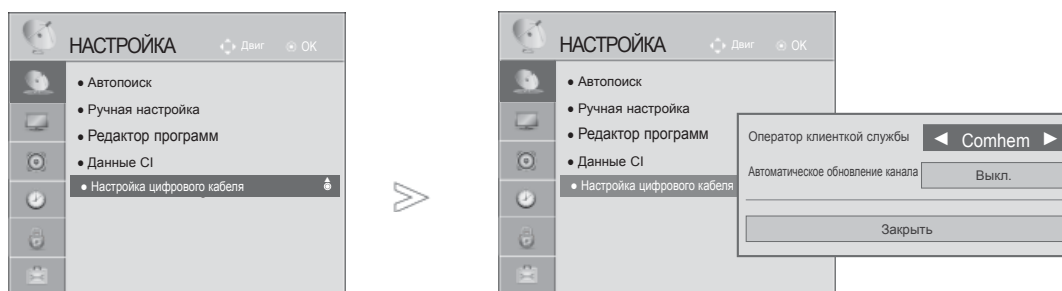 НАСТРОЙКА
Двиг
OK
● Автопоиск
● Ручная настройка
● Редактор программ
● Данные CI
● Настройка цифрового кабеля
НАСТРОЙКА
Двиг
OK
● Автопоиск
● Ручная настройка
● Редактор программ
● Данные CI
● Настройка цифрового кабеля
Оператор клиенткой службы
◄ Comhem ►
Автоматическое обновление канала
Выкл.
Закрыть